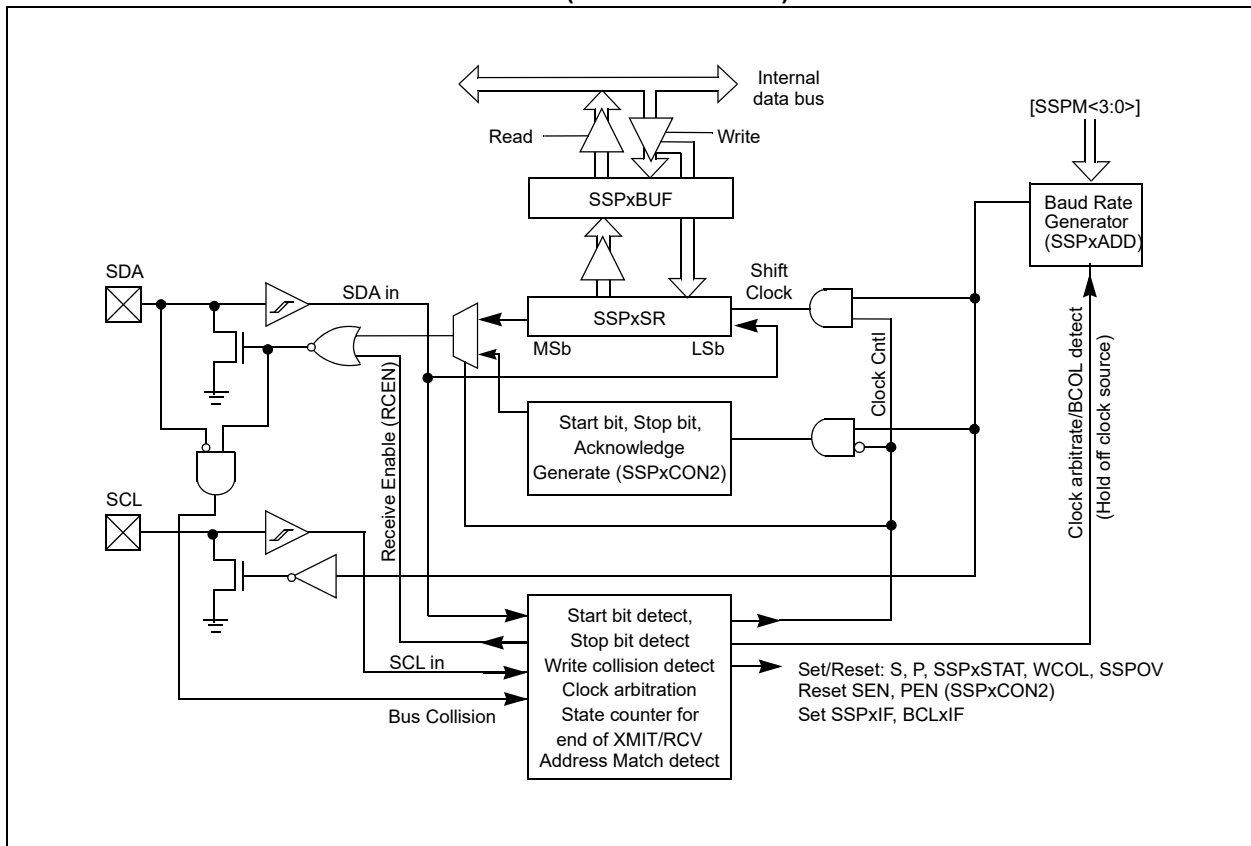 Internal
data bus
[SSPM<3:0>]
Read
Write
SSPxBUF
Baud Rate
Generator
(SSPxADD)
SDA
SDA in
Shift
Clock
SSPxSR
MSb
LSb
Receive Enable (RCEN)
Clock Cntl
Clock arbitrate/BCOL detect
(Hold off clock source)
Start bit, Stop bit,
Acknowledge
Generate (SSPxCON2)
SCL
SCL in
Bus Collision
Start bit detect,
Stop bit detect
Write collision detect
Clock arbitration
State counter for
end of XMIT/RCV
Address Match detect
Set/Reset: S, P, SSPxSTAT, WCOL, SSPOV
Reset SEN, PEN (SSPxCON2)
Set SSPxIF, BCLxIF